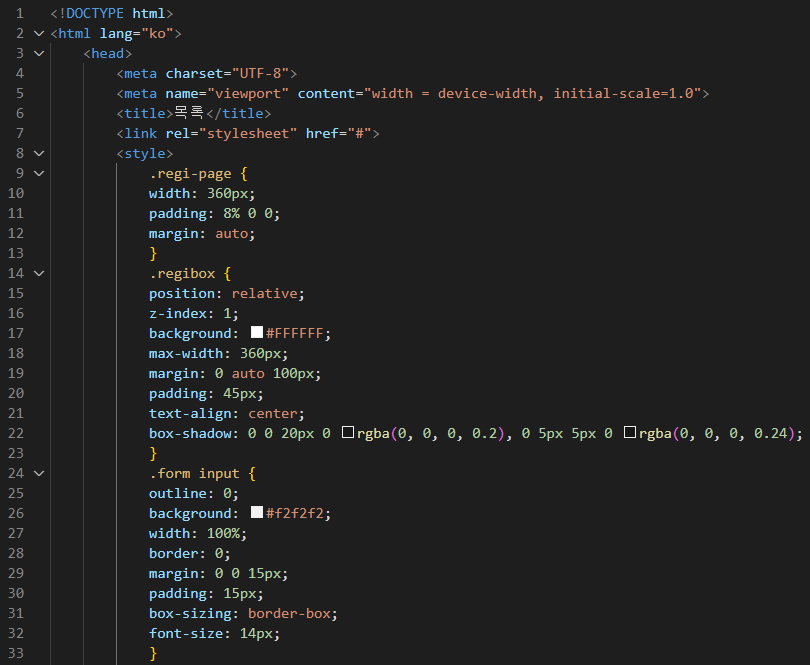 1 <!DOCTYPE html>
2 <html lang="ko">
3 <head>
4 <meta charset="UTF-8">
5 <meta name="viewport" content="width = device-width, initial-scale=1.0">
6 <title>목록</title>
7 <link rel="stylesheet" href="#">
8 <style>
9 .regi-page {
10 width: 360px;
11 padding: 8% 0 0;
12 margin: auto;
13 }
14 .regibox {
15 position: relative;
16 z-index: 1;
17 background: #FFFFFF;
18 max-width: 360px;
19 margin: 0 auto 100px;
20 padding: 45px;
21 text-align: center;
22 box-shadow: 0 0 20px 0 rgba(0, 0, 0, 0.2), 0 5px 5px 0 rgba(0, 0, 0, 0.24);
23 }
24 .form input {
25 outline: 0;
26 background: #f2f2f2;
27 width: 100%;
28 border: 0;
29 margin: 0 0 15px;
30 padding: 15px;
31 box-sizing: border-box;
32 font-size: 14px;
33 }